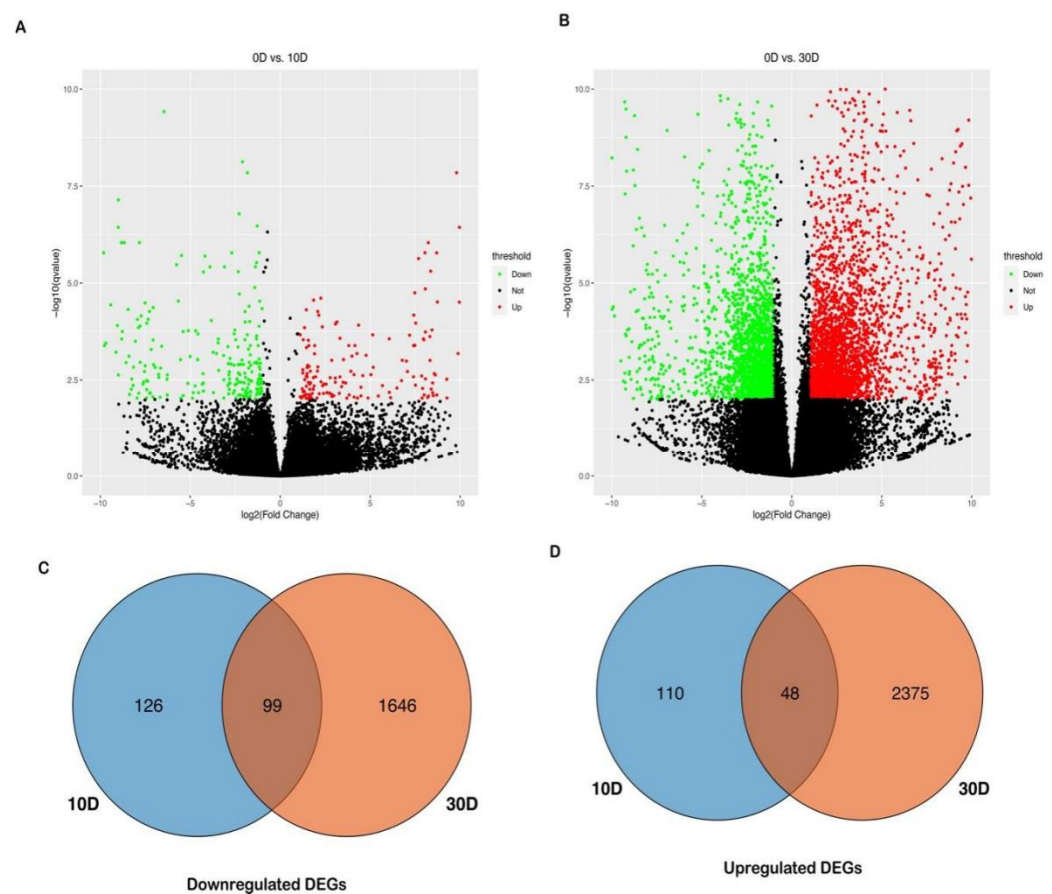 A
0D vs. 10D
10.0
7.5
5.0
2.5
0.0
−log10(qvalue)
−10
−5
0
5
10
log2(Fold Change)
threshold
Down
Not
Up
B
0D vs. 30D
10.0
7.5
5.0
2.5
0.0
−log10(qvalue)
−10
−5
0
5
10
log2(Fold Change)
threshold
Down
Not
Up
C
126
99
1646
10D
30D
Downregulated DEGs
D
110
48
2375
10D
30D
Upregulated DEGs